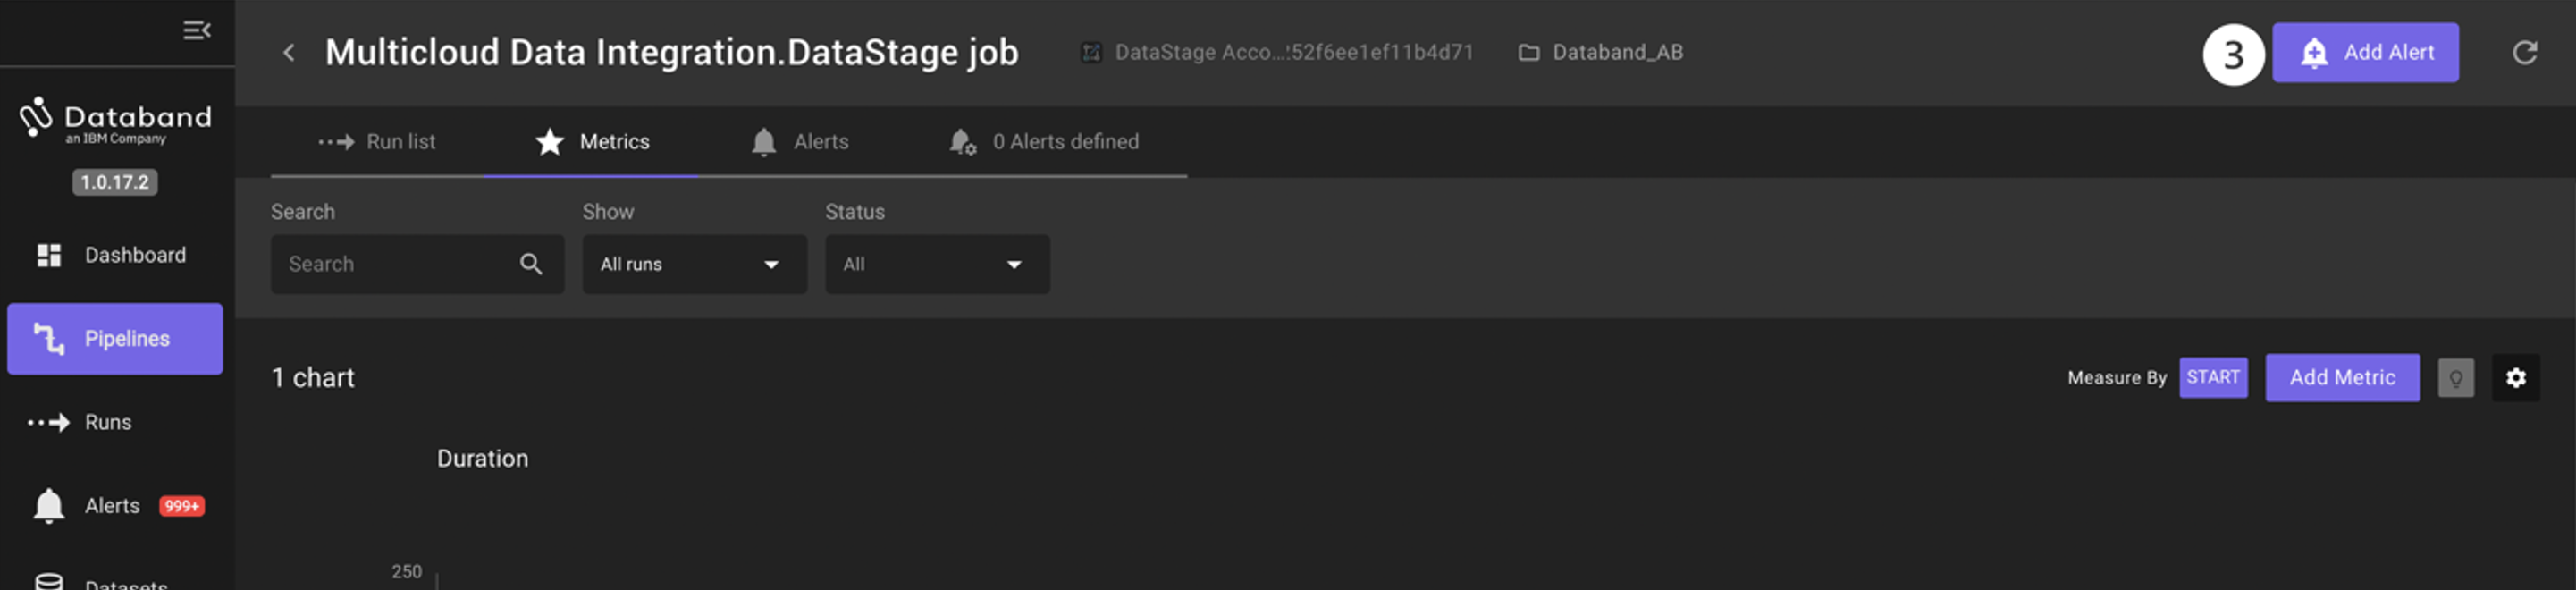 Multicloud Data Integration.DataStage job
DataStage Acco...:52f6ee1ef11b4d71
Databand_AB
3
Add Alert
Databand
an IBM Company
1.0.17.2
Run list
Metrics
Alerts
0 Alerts defined
Search
Show
Status
Search
All runs
All
Dashboard
Pipelines
Runs
Alerts 999+
Datasets
1 chart
Measure By START
Add Metric
Duration
250